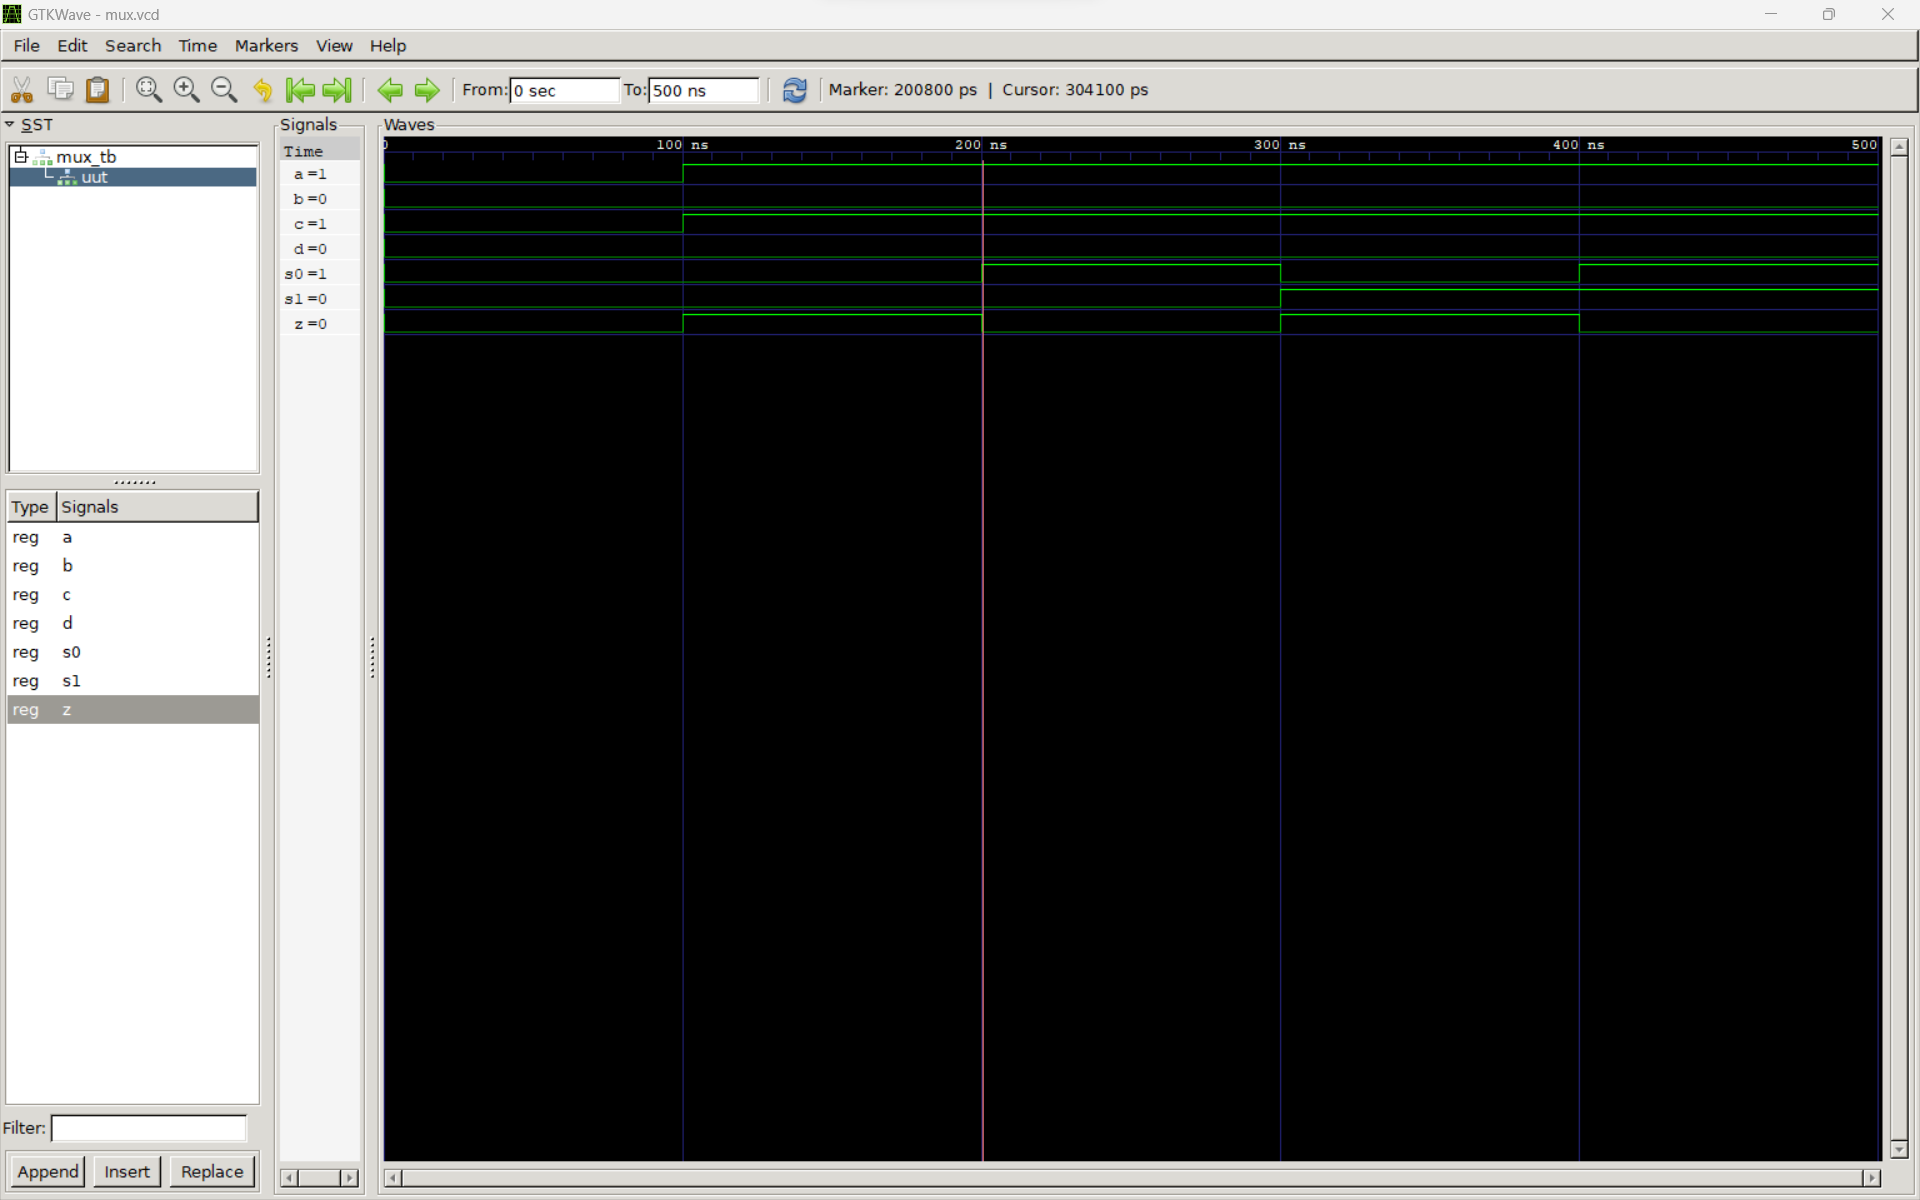 GTKWave - mux.vcd
File Edit Search Time Markers View Help
From: 0 sec To: 500 ns Marker: 200800 ps | Cursor: 304100 ps
SST
mux_tb
uut
Type Signals
reg a
reg b
reg c
reg d
reg s0
reg s1
reg z
Filter:
Append Insert Replace
Signals
Time
a=1
b=0
c=1
d=0
s0=1
s1=0
z=0
Waves
0 100 ns 200 ns 300 ns 400 ns 500